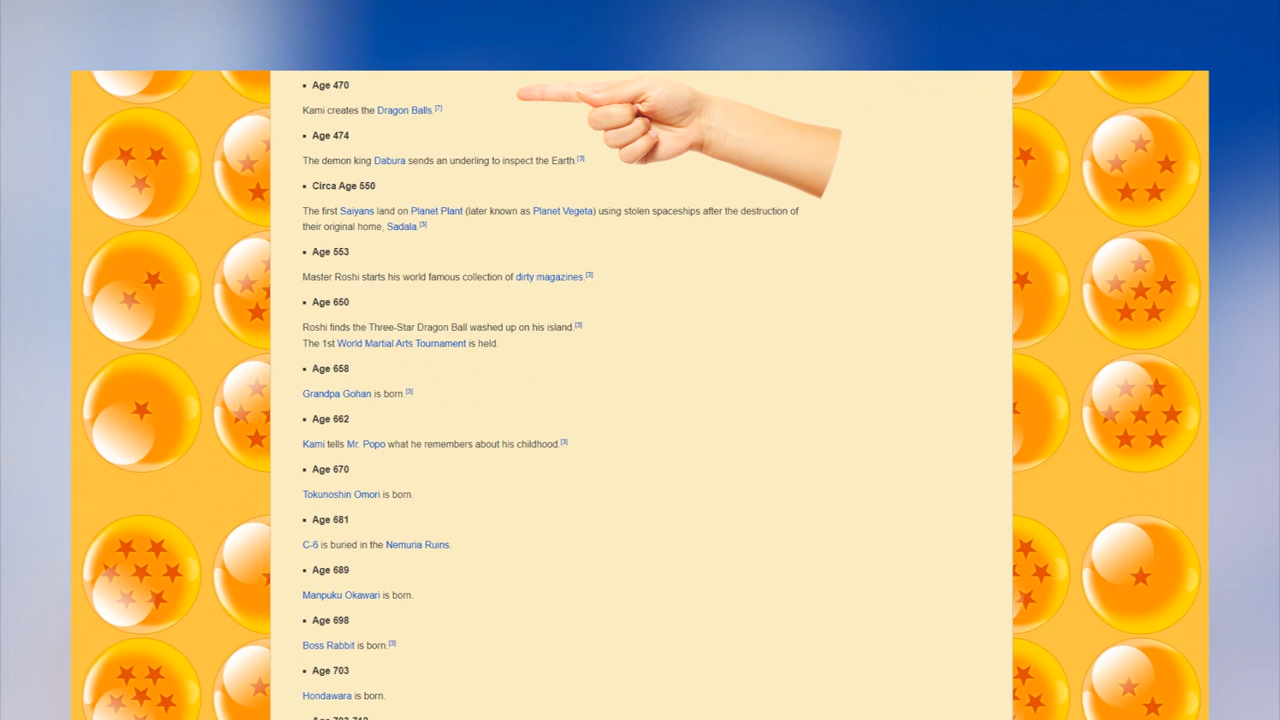 ▪ Age 470
Kami creates the Dragon Balls.[7]
▪ Age 474
The demon king Dabura sends an underling to inspect the Earth.[3]
▪ Circa Age 550
The first Saiyans land on Planet Plant (later known as Planet Vegeta) using stolen spaceships after the destruction of
their original home, Sadala.[3]
▪ Age 553
Master Roshi starts his world famous collection of dirty magazines.[3]
▪ Age 650
Roshi finds the Three-Star Dragon Ball washed up on his island.[3]
The 1st World Martial Arts Tournament is held.
▪ Age 658
Grandpa Gohan is born.[3]
▪ Age 662
Kami tells Mr. Popo what he remembers about his childhood.[3]
▪ Age 670
Tokunoshin Omori is born.
▪ Age 681
C-6 is buried in the Nemuria Ruins.
▪ Age 689
Manpuku Okawari is born.
▪ Age 698
Boss Rabbit is born.[3]
▪ Age 703
Hondawara is born.
▪ Age 703-712